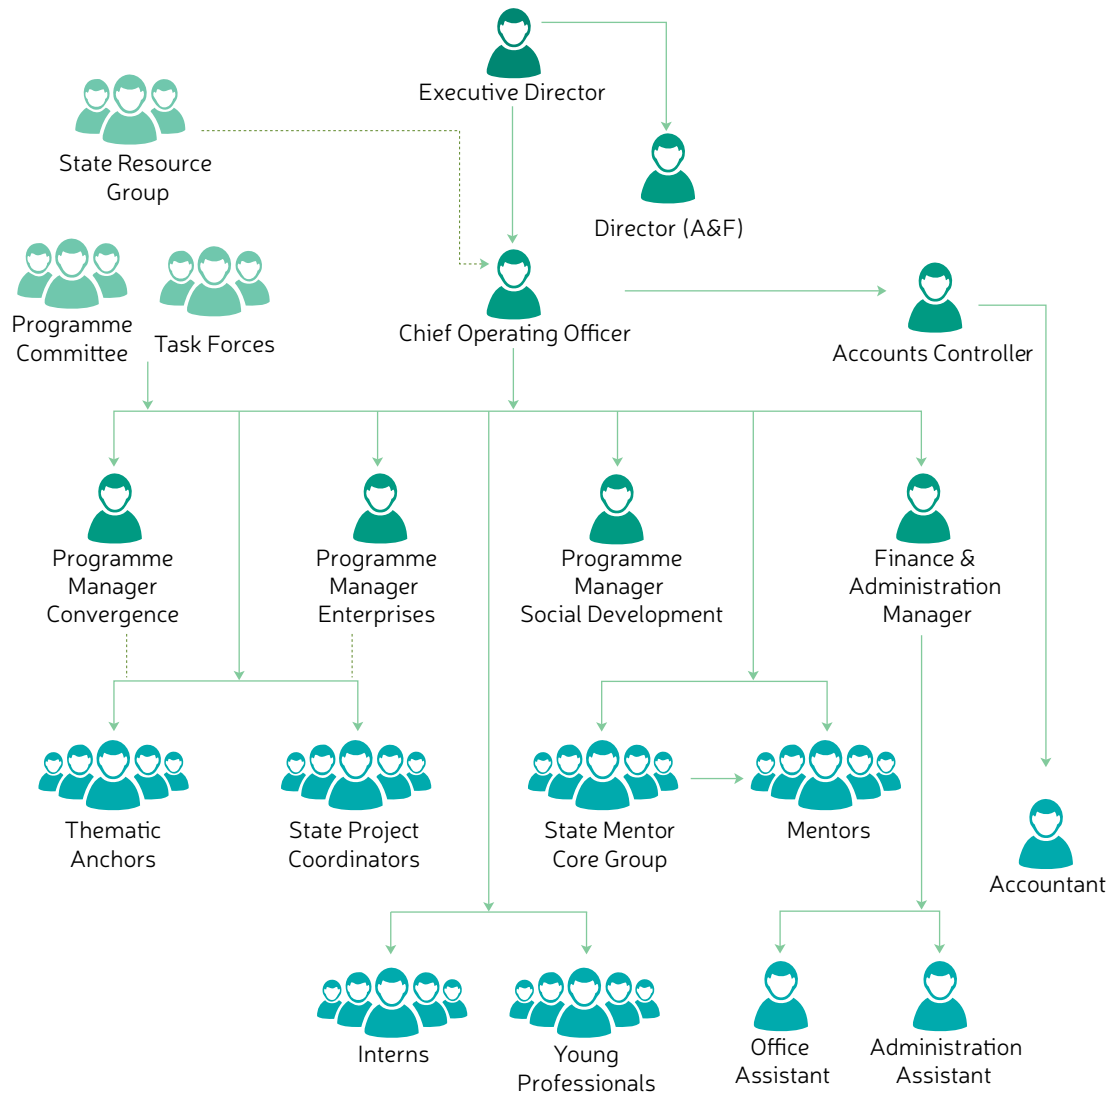 Executive Director
State Resource
Group
Director (A&F)
Programme
Committee
Task Forces
Chief Operating Officer
Accounts Controller
Programme
Manager
Convergence
Programme
Manager
Enterprises
Programme
Manager
Social Development
Finance &
Administration
Manager
Thematic
Anchors
State Project
Coordinators
State Mentor
Core Group
Mentors
Accountant
Interns
Young
Professionals
Office
Assistant
Administration
Assistant